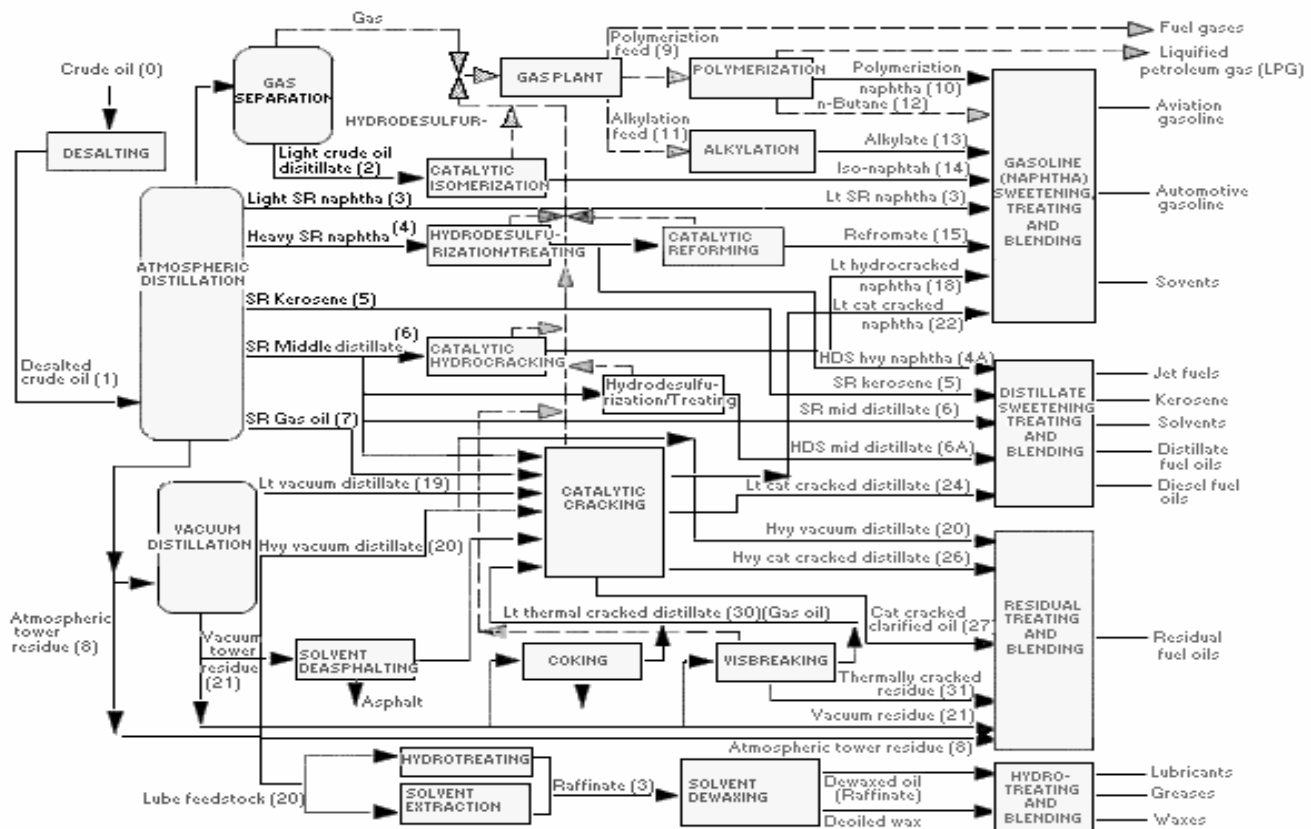 Gas
Fuel gases
Polymeriztion
feed (9)
Liquified
petroleum gas (LPG)
Crude oil (0)
GAS
SEPARATION
GAS PLANT
POLYMERIZATION
Polymeriztion
naphtha (10)
n-Butane (12)
Aviation
gasoline
HYDRODESULFUR-
Alkylation
feed (11)
DESALTING
Light crude oil
disitillate (2)
CATALYTIC
ISOMERIZATION
ALKYLATION
Alkylate (13)
Iso-naphtah (14)
GASOLINE
(NAPHTHA)
SWEETENING,
TREATING
AND
BLENDING
Light SR naphtha (3)
Lt SR naphtha (3)
Automotive
gasoline
Heavy SR naphtha (4)
HYDRODESULFU-
RIZATION/TREATING
CATALYTIC
REFORMING
Refromate (15)
ATMOSPHERIC
DISTILLATION
Lt hydrocracked
naphtha (18)
Sovents
SR Kerosene (5)
Lt cat cracked
naphtha (22)
SR Middle distillate (6)
CATALYTIC
HYDROCRACKING
HDS hvy naphtha (4A)
Desalted
crude oil (1)
Hydrodesulfu-
rization/Treating
SR kerosene (5)
Jet fuels
Kerosene
SR Gas oil (7)
SR mid distillate (6)
DISTILLATE
SWEETENING
TREATING
AND
BLENDING
Solvents
HDS mid distillate (6A)
Distillate
fuel oils
Lt vacuum distillate (19)
CATALYTIC
CRACKING
Lt cat cracked distillate (24)
Diesel fuel
oils
VACUUM
DISTILLATION
Hvy vacuum distillate (20)
Hvy vacuum distillate (20)
Hvy cat cracked distillate (26)
Atmospheric
tower
residue (8)
Lt thermal cracked distillate (30)(Gas oil)
Cat cracked
clarified oil (27)
RESIDUAL
TREATING
AND
BLENDING
Residual
fuel oils
Vacuum
tower
residue
(21)
SOLVENT
DEASPHALTING
COKING
VISBREAKING
Asphalt
Thermally cracked
residue (31)
Vacuum residue (21)
Atmospheric tower residue (8)
HYDROTREATING
Lube feedstock (20)
SOLVENT
EXTRACTION
Raffinate (3)
SOLVENT
DEWAXING
Dewaxed oil
(Raffinate)
Deoiled wax
HYDRO-
TREATING
AND
BLENDING
Lubricants
Greases
Waxes